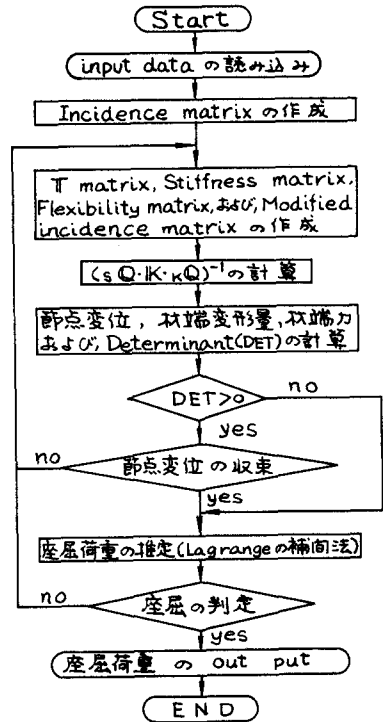 Start
input data の読み込み
Incidence matrix の作成
T matrix, Stiffness matrix,
Flexibility matrix, および, Modified
incidence matrix の作成
(sQ・K・κQ)⁻¹の計算
節点変位, 材端変形量, 材端力
および, Determinant(DET)の計算
DET>0
no
yes
節点変位の収束
no
yes
座屈荷重の推定(Lagrangeの補間法)
座屈の判定
no
yes
座屈荷重 の out put
END